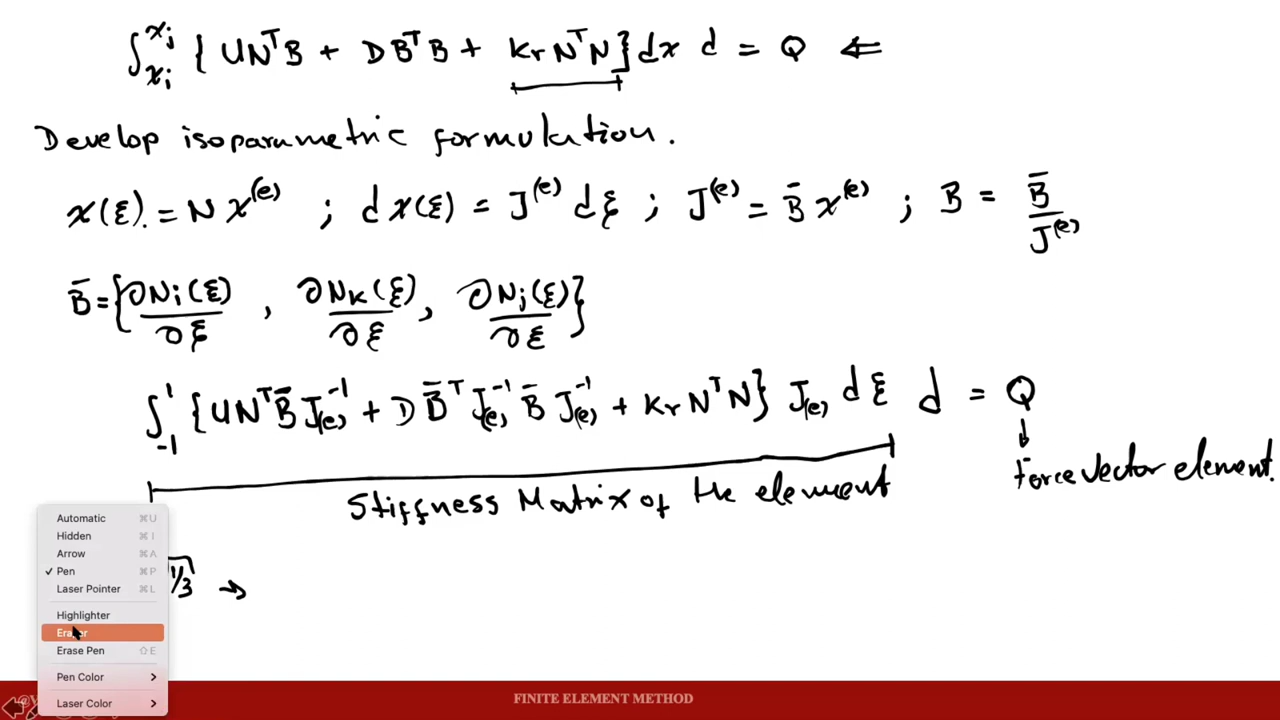 ∫_{xi}^{xj} { UNᵀB + DBᵀB + krNᵀN } dx d = Q ⇐
Develop isoparametric formulation.
x(ξ) = N x^(e) ; dx(ξ) = J^(e) dξ ; J^(e) = B̄ x^(e) ; B = B̄ / J^(e)
B̄ = { ∂Ni(ξ)/∂ξ , ∂Nk(ξ)/∂ξ , ∂Nj(ξ)/∂ξ }
∫_{-1}^{1} { UNᵀB̄ J(e)^-1 + D B̄ᵀ J(e)^-1 B̄ J(e)^-1 + krNᵀN } J(e) dξ d = Q
↓
Force vector element.
Stiffness Matrix of the element
Automatic ⌘U
Hidden ⌘I
Arrow ⌘A
✓ Pen ⌘P
Laser Pointer ⌘L
Highlighter
Erase Pen ⇧E
Pen Color >
Laser Color >
1/3 →
FINITE ELEMENT METHOD